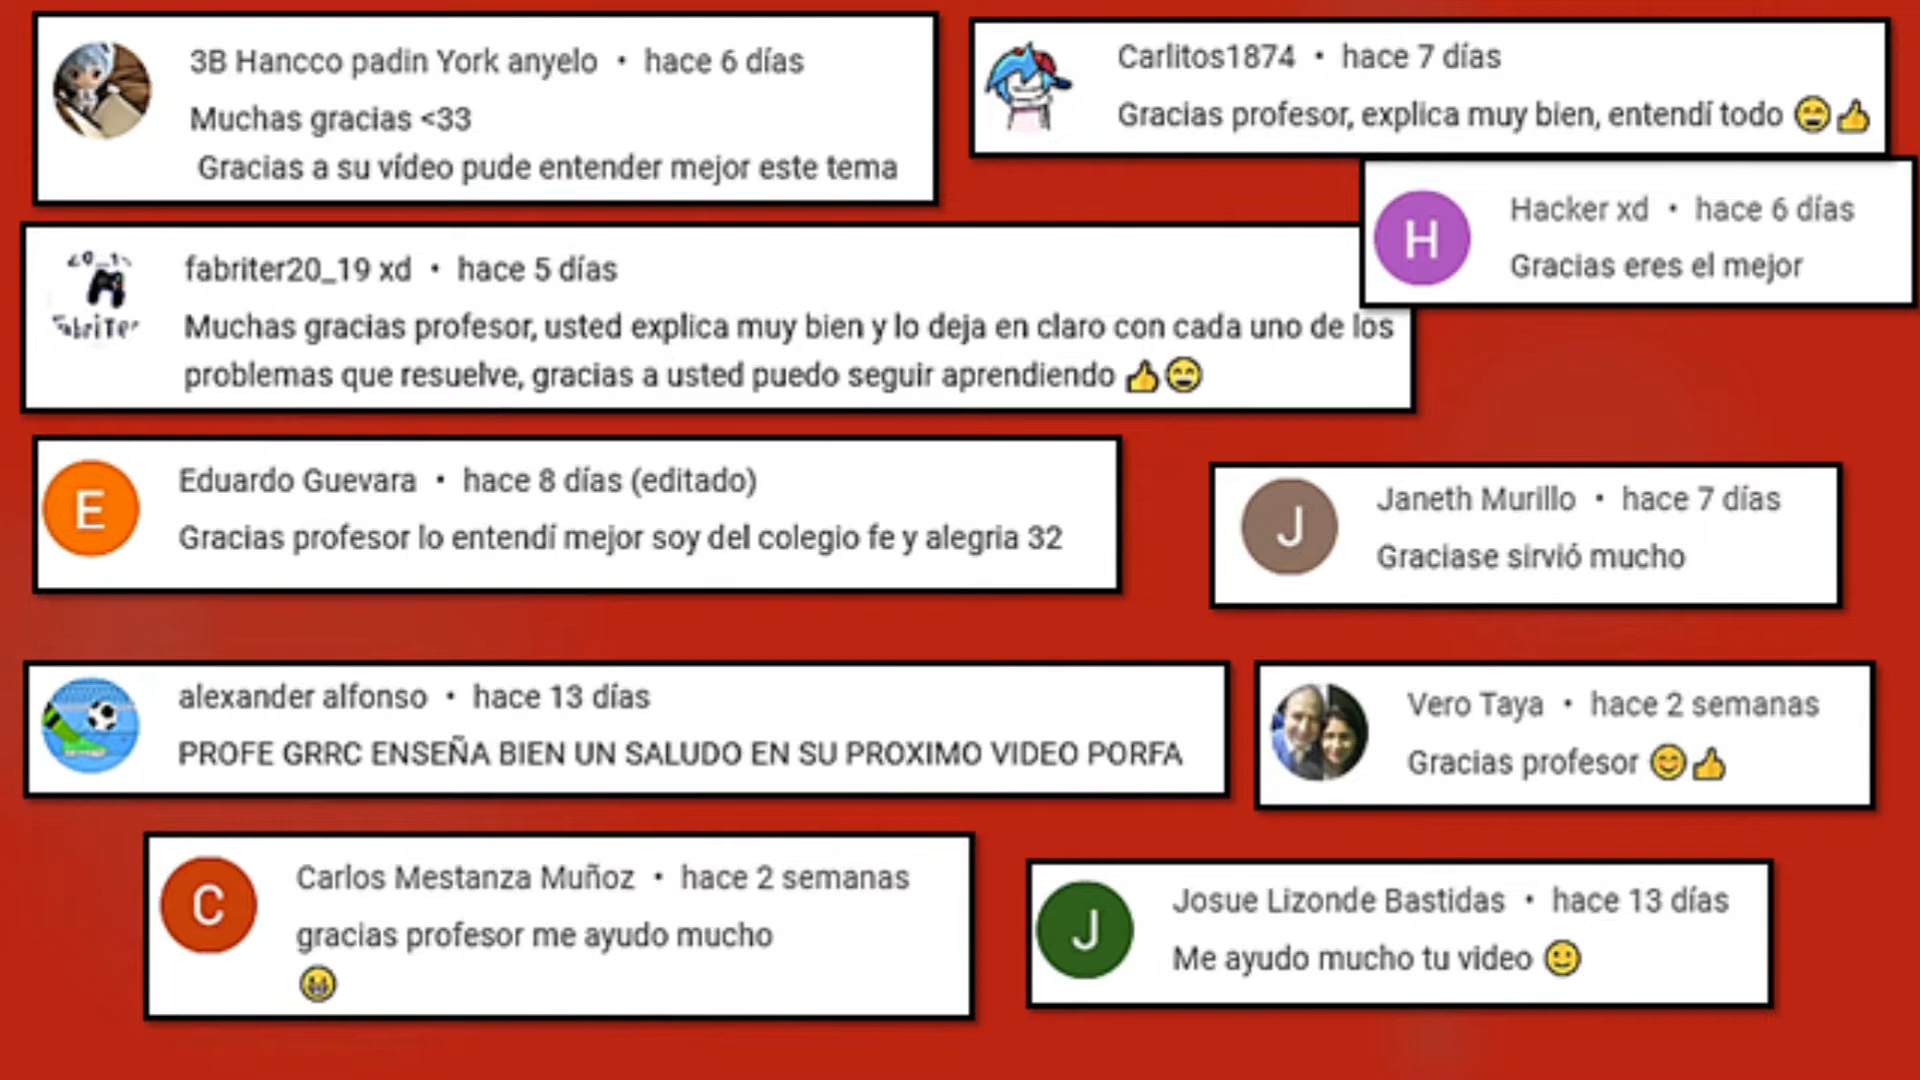 3B Hancco padin York anyelo • hace 6 días
Muchas gracias <33
Gracias a su vídeo pude entender mejor este tema
Carlitos1874 • hace 7 días
Gracias profesor, explica muy bien, entendí todo 😄👍
H
Hacker xd • hace 6 días
Gracias eres el mejor
fabriter20_19 xd • hace 5 días
Muchas gracias profesor, usted explica muy bien y lo deja en claro con cada uno de los
problemas que resuelve, gracias a usted puedo seguir aprendiendo 👍😄
E
Eduardo Guevara • hace 8 días (editado)
Gracias profesor lo entendí mejor soy del colegio fe y alegria 32
J
Janeth Murillo • hace 7 días
Graciase sirvió mucho
alexander alfonso • hace 13 días
PROFE GRRC ENSEÑA BIEN UN SALUDO EN SU PROXIMO VIDEO PORFA
Vero Taya • hace 2 semanas
Gracias profesor 😊👍
C
Carlos Mestanza Muñoz • hace 2 semanas
gracias profesor me ayudo mucho
😀
J
Josue Lizonde Bastidas • hace 13 días
Me ayudo mucho tu video 🙂